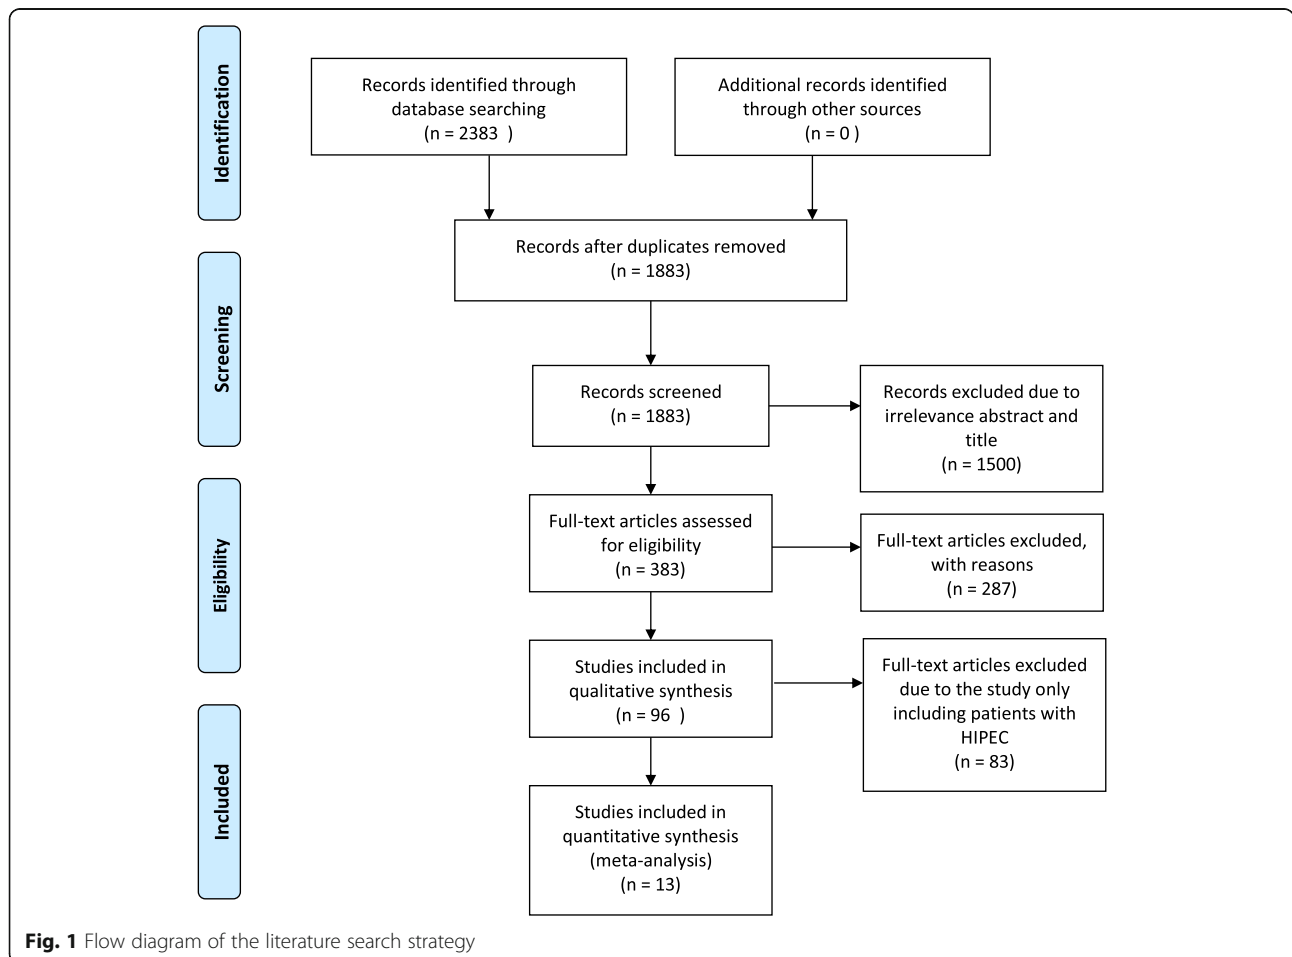 Identification
Records identified through
database searching
(n = 2383  )
Additional records identified
through other sources
(n = 0 )
Records after duplicates removed
(n = 1883)
Screening
Records screened
(n = 1883)
Records excluded due to
irrelevance abstract and
title
(n = 1500)
Eligibility
Full-text articles assessed
for eligibility
(n = 383)
Full-text articles excluded,
with reasons
(n = 287)
Studies included in
qualitative synthesis
(n = 96  )
Full-text articles excluded
due to the study only
including patients with
HIPEC
(n = 83)
Included
Studies included in
quantitative synthesis
(meta-analysis)
(n = 13)
Fig. 1 Flow diagram of the literature search strategy